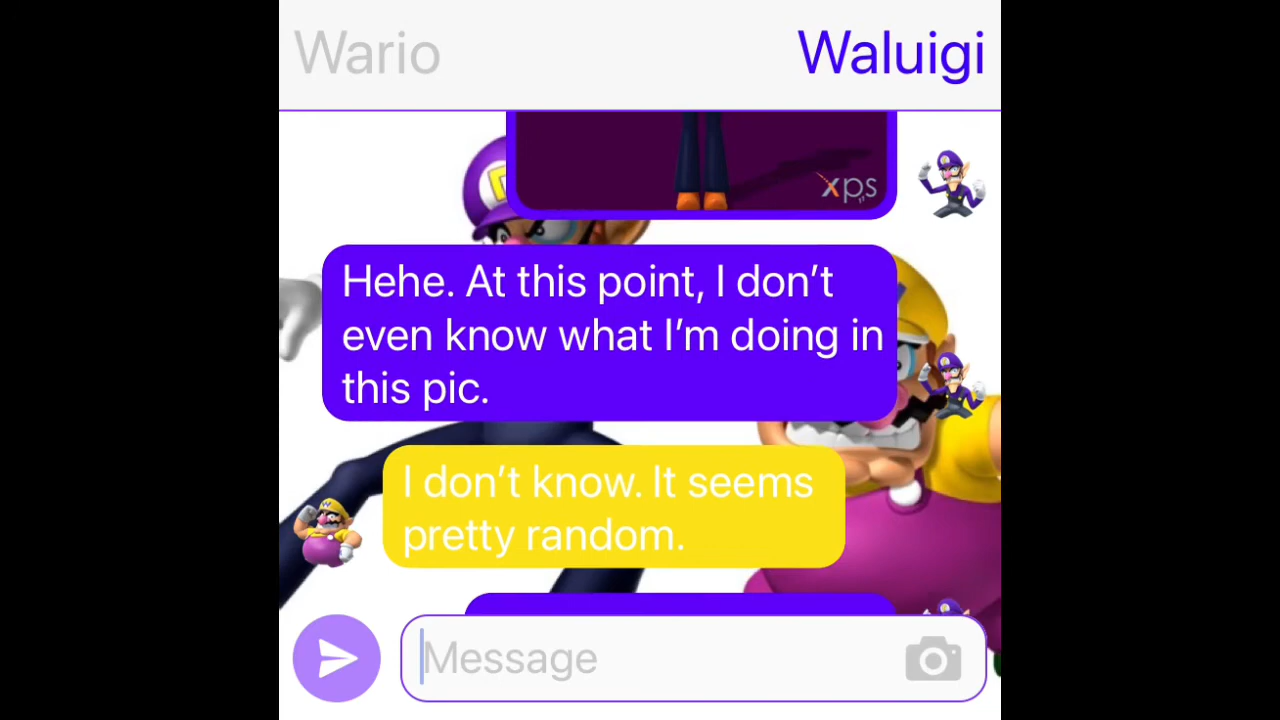 Wario
Waluigi
xps
Hehe. At this point, I don’t
even know what I’m doing in
this pic.
I don’t know. It seems
pretty random.
Message